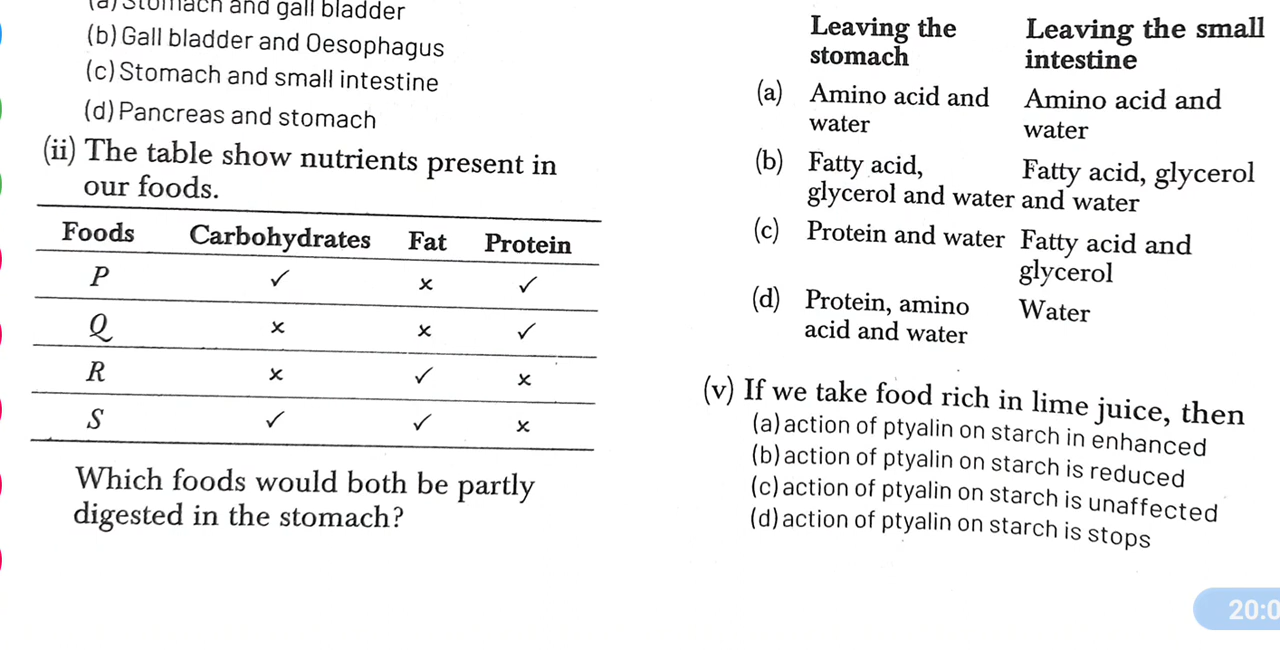 (a) Stomach and gall bladder
(b) Gall bladder and Oesophagus
(c) Stomach and small intestine
(d) Pancreas and stomach
(ii) The table show nutrients present in
our foods.
Foods Carbohydrates Fat Protein
P ✓ × ✓
Q × × ✓
R × ✓ ×
S ✓ ✓ ×
Which foods would both be partly
digested in the stomach?
Leaving the Leaving the small
stomach intestine
(a) Amino acid and Amino acid and
water water
(b) Fatty acid, Fatty acid, glycerol
glycerol and water and water
(c) Protein and water Fatty acid and
glycerol
(d) Protein, amino Water
acid and water
(v) If we take food rich in lime juice, then
(a) action of ptyalin on starch in enhanced
(b) action of ptyalin on starch is reduced
(c) action of ptyalin on starch is unaffected
(d) action of ptyalin on starch is stops